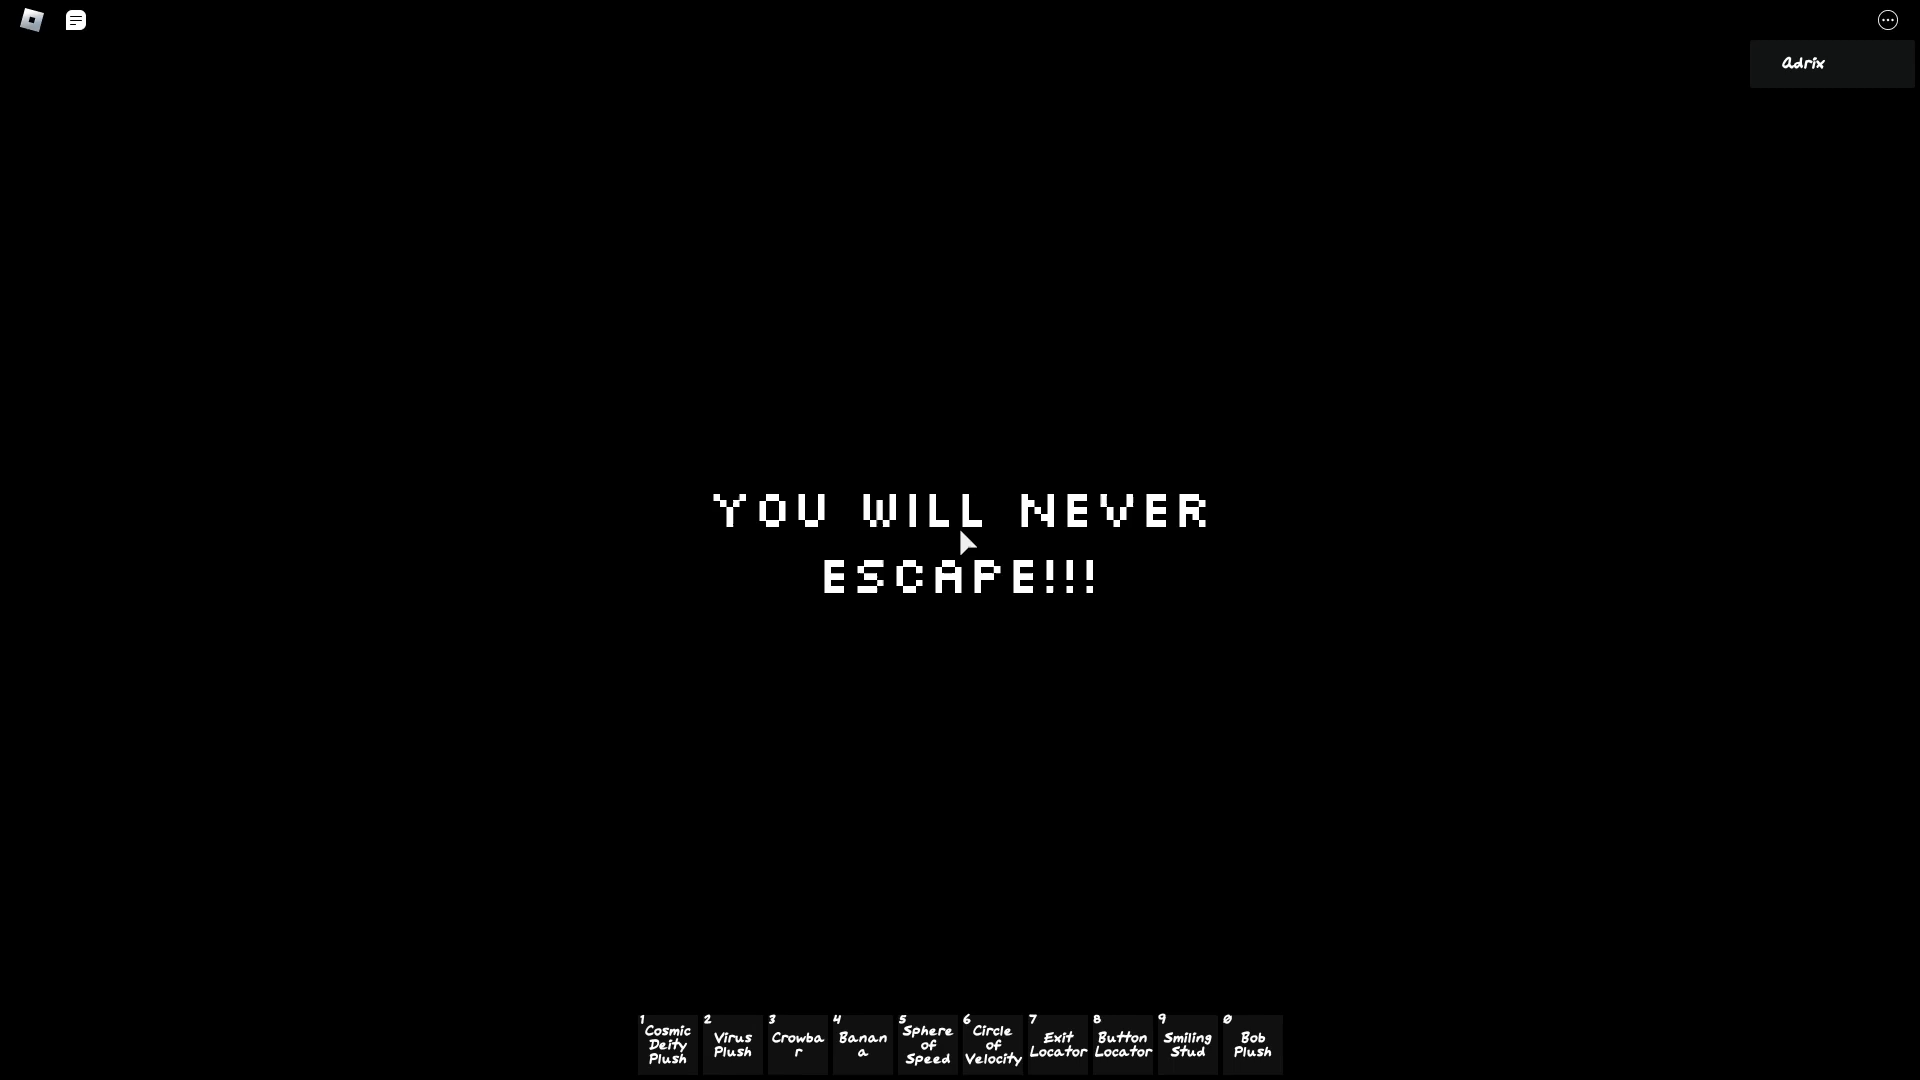 Adrix
YOU WILL NEVER
ESCAPE!!!
1
Cosmic
Deity
Plush
2
Virus
Plush
3
Crowba
r
4
Banan
a
5
Sphere
of
Speed
6
Circle
of
Velocity
7
Exit
Locator
8
Button
Locator
9
Smiling
Stud
0
Bob
Plush